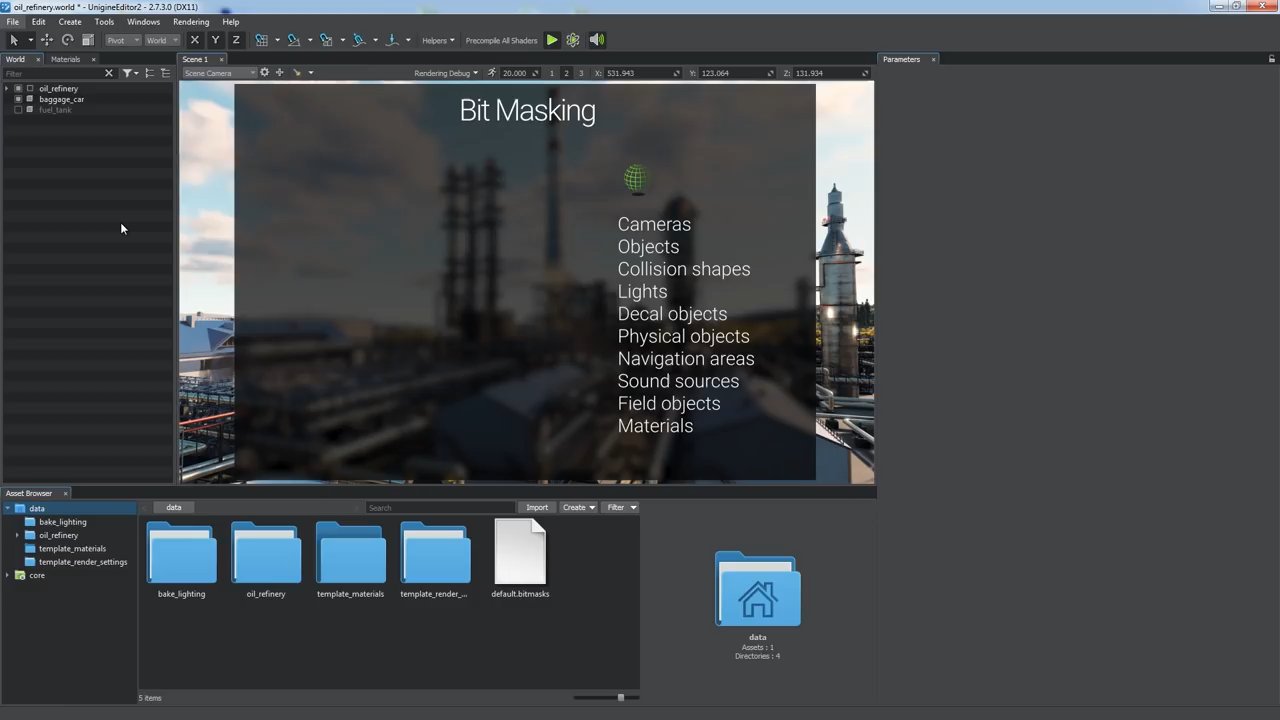 oil_refinery.world * - UnigineEditor2 - 2.7.3.0 (DX11)
File Edit Create Tools Windows Rendering Help
Pivot World X Y Z Helpers Precompile All Shaders
World Materials Scene 1 Parameters
Filter Scene Camera Rendering Debug 20.000 1 2 3 X: 531.943 Y: 123.064 Z: 131.934
oil_refinery
baggage_car
fuel_tank
Bit Masking
Cameras
Objects
Collision shapes
Lights
Decal objects
Physical objects
Navigation areas
Sound sources
Field objects
Materials
Asset Browser
data
bake_lighting
oil_refinery
template_materials
template_render_settings
core
data Search Import Create Filter
bake_lighting oil_refinery template_materials template_render_... default.bitmasks
5 items
data
Assets : 1
Directories : 4